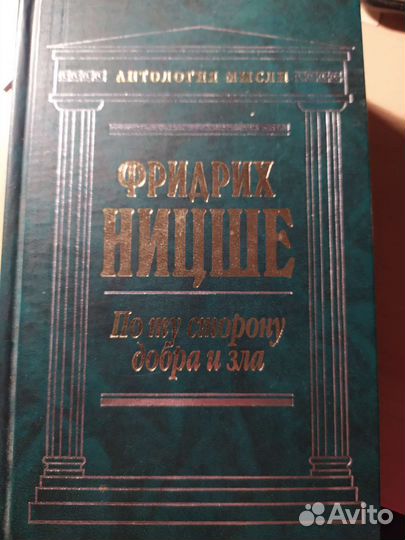 АНТОЛОГИЯ МЫСЛИ
ФРИДРИХ
НИЦШЕ
По ту сторону
добра и зла
Avito